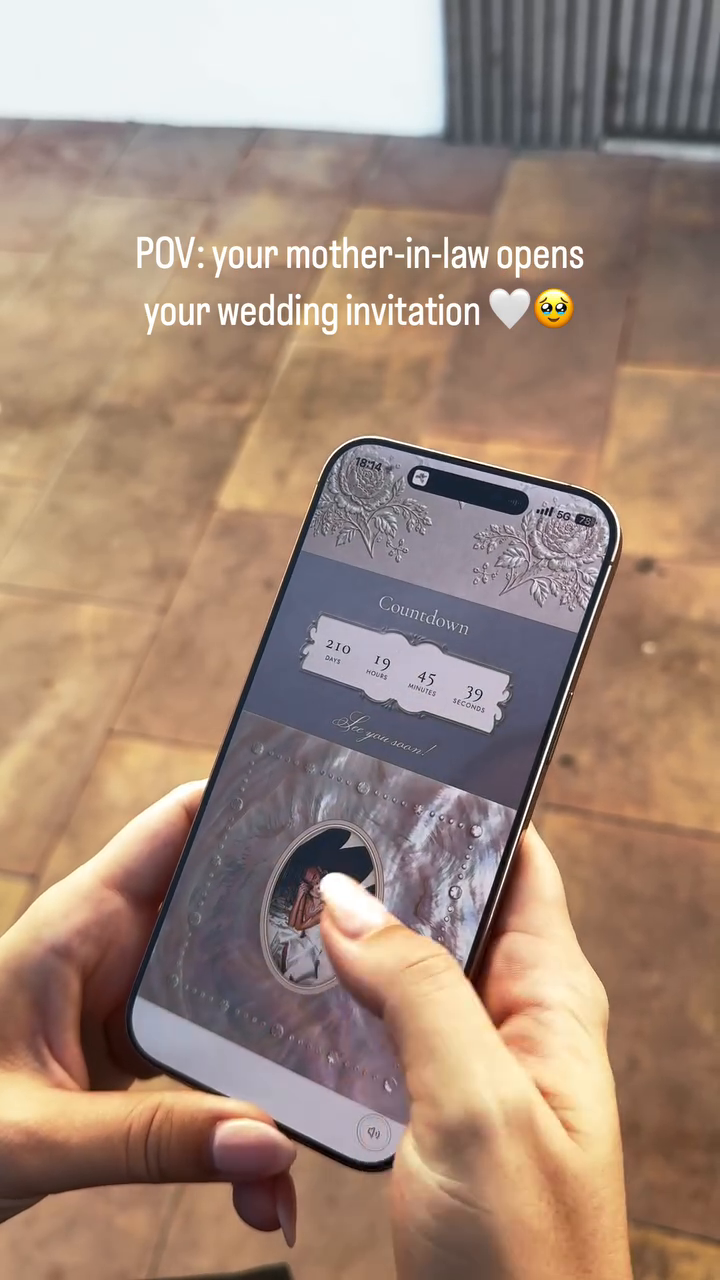 POV: your mother-in-law opens
your wedding invitation 🤍🥹
18:14
5G 78
Countdown
210 19 45 39
DAYS HOURS MINUTES SECONDS
See you soon!